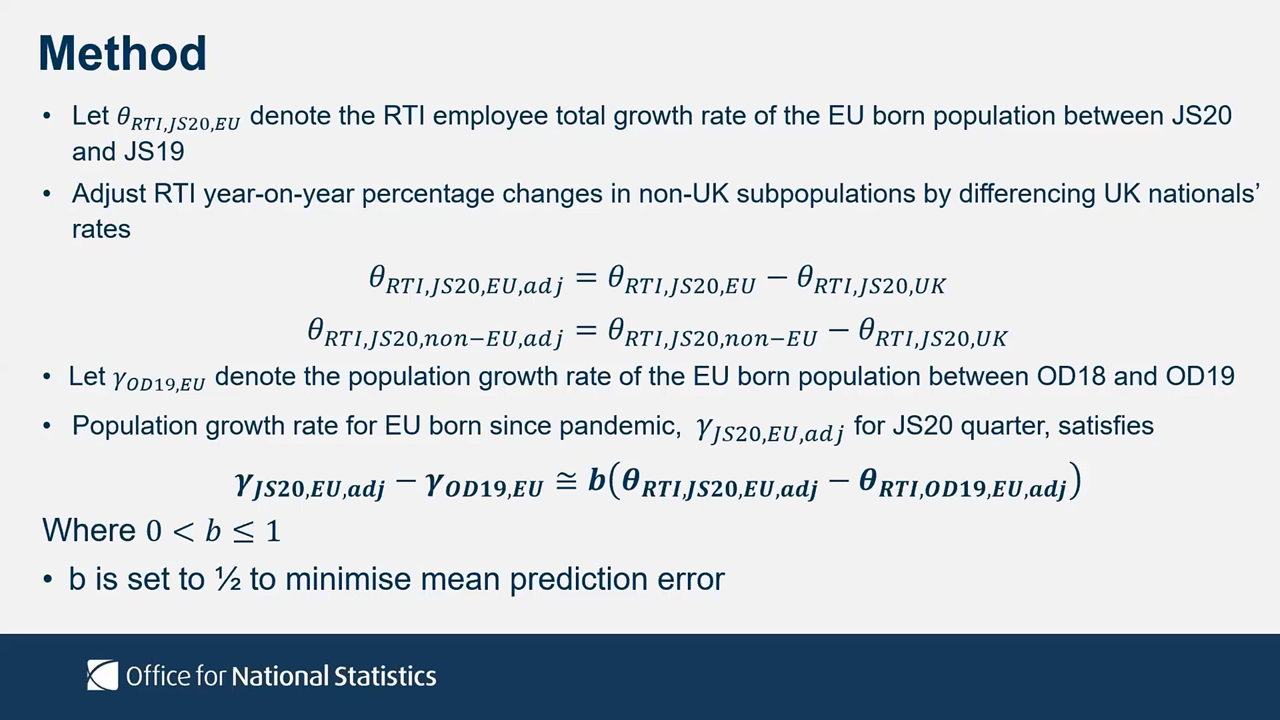 Method
• Let θ_{RTI,JS20,EU} denote the RTI employee total growth rate of the EU born population between JS20
and JS19
• Adjust RTI year-on-year percentage changes in non-UK subpopulations by differencing UK nationals’
rates
θ_{RTI,JS20,EU,adj} = θ_{RTI,JS20,EU} − θ_{RTI,JS20,UK}
θ_{RTI,JS20,non−EU,adj} = θ_{RTI,JS20,non−EU} − θ_{RTI,JS20,UK}
• Let γ_{OD19,EU} denote the population growth rate of the EU born population between OD18 and OD19
• Population growth rate for EU born since pandemic, γ_{JS20,EU,adj} for JS20 quarter, satisfies
γ_{JS20,EU,adj} − γ_{OD19,EU} ≅ b(θ_{RTI,JS20,EU,adj} − θ_{RTI,OD19,EU,adj})
Where 0 < b ≤ 1
• b is set to ½ to minimise mean prediction error
Office for National Statistics